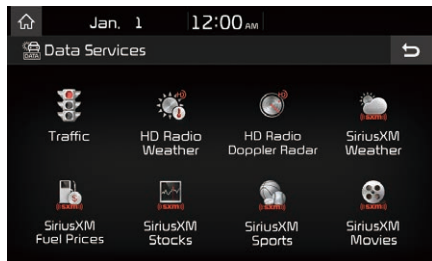 Jan. 1 12:00 AM
DATA Data Services
Traffic
HD Radio Weather
HD Radio Doppler Radar
SiriusXM Weather
SiriusXM Fuel Prices
SiriusXM Stocks
SiriusXM Sports
SiriusXM Movies